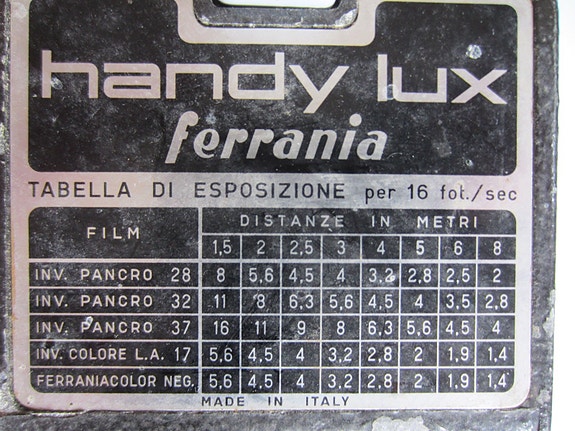 handy lux
ferrania
TABELLA DI ESPOSIZIONE per 16 fot./sec
FILM DISTANZE IN METRI
1,5 2 2,5 3 4 5 6 8
INV. PANCRO 28 8 5,6 4,5 4 3,2 2,8 2,5 2
INV. PANCRO 32 11 8 6,3 5,6 4,5 4 3,5 2,8
INV. PANCRO 37 16 11 9 8 6,3 5,6 4,5 4
INV. COLORE L.A. 17 5,6 4,5 4 3,2 2,8 2 1,9 1,4
FERRANIACOLOR NEG. 5,6 4,5 4 3,2 2,8 2 1,9 1,4
MADE IN ITALY